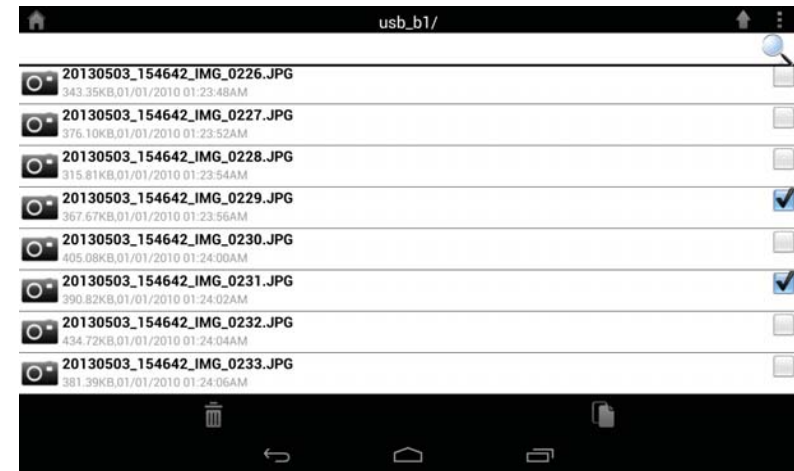 usb_b1/
20130503_154642_IMG_0226.JPG
343.35KB,01/01/2010 01:23:48AM
20130503_154642_IMG_0227.JPG
376.10KB,01/01/2010 01:23:52AM
20130503_154642_IMG_0228.JPG
315.81KB,01/01/2010 01:23:54AM
20130503_154642_IMG_0229.JPG
367.67KB,01/01/2010 01:23:56AM
20130503_154642_IMG_0230.JPG
405.08KB,01/01/2010 01:24:00AM
20130503_154642_IMG_0231.JPG
390.82KB,01/01/2010 01:24:02AM
20130503_154642_IMG_0232.JPG
434.72KB,01/01/2010 01:24:04AM
20130503_154642_IMG_0233.JPG
381.39KB,01/01/2010 01:24:06AM